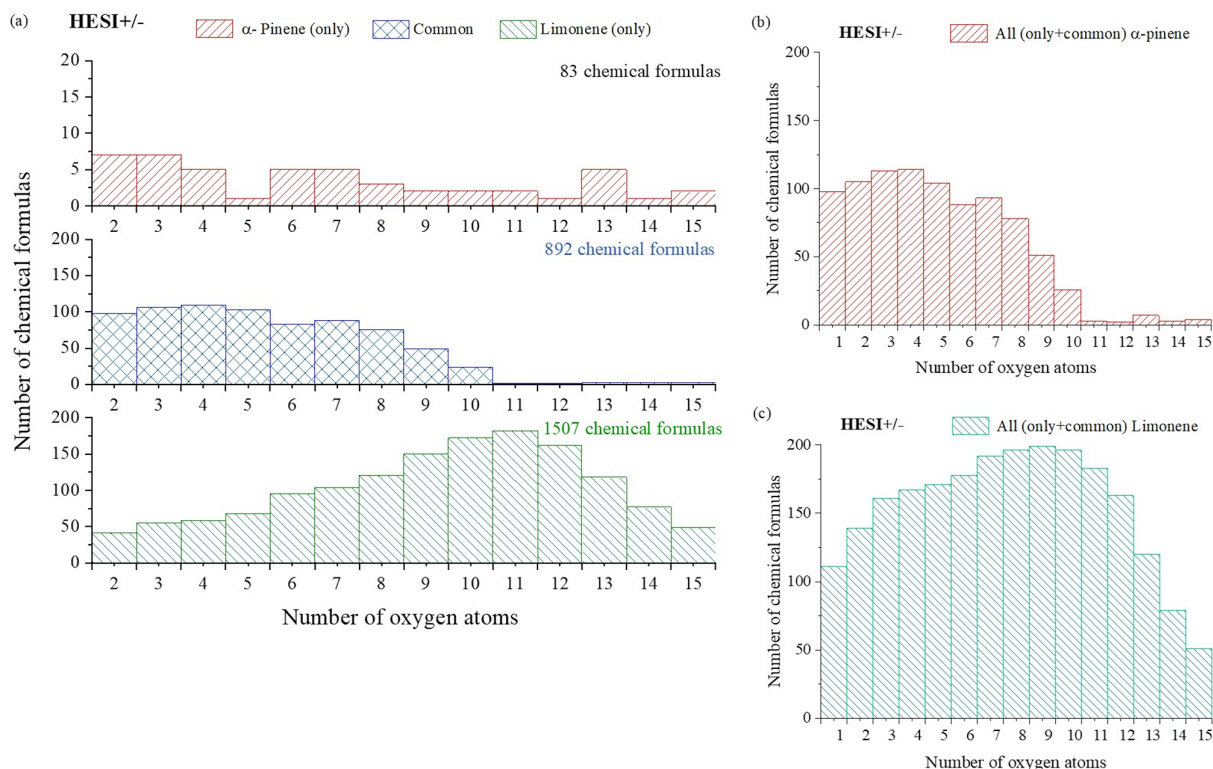 (a)
HESI+/-
α- Pinene (only)
Common
Limonene (only)
83 chemical formulas
20
15
10
5
0
2 3 4 5 6 7 8 9 10 11 12 13 14 15
892 chemical formulas
200
150
100
50
0
2 3 4 5 6 7 8 9 10 11 12 13 14 15
1507 chemical formulas
200
150
100
50
0
2 3 4 5 6 7 8 9 10 11 12 13 14 15
Number of chemical formulas
Number of oxygen atoms
(b)
HESI+/-
All (only+common) α-pinene
200
150
100
50
0
1 2 3 4 5 6 7 8 9 10 11 12 13 14 15
Number of chemical formulas
Number of oxygen atoms
(c)
HESI+/-
All (only+common) Limonene
200
150
100
50
0
1 2 3 4 5 6 7 8 9 10 11 12 13 14 15
Number of chemical formulas
Number of oxygen atoms